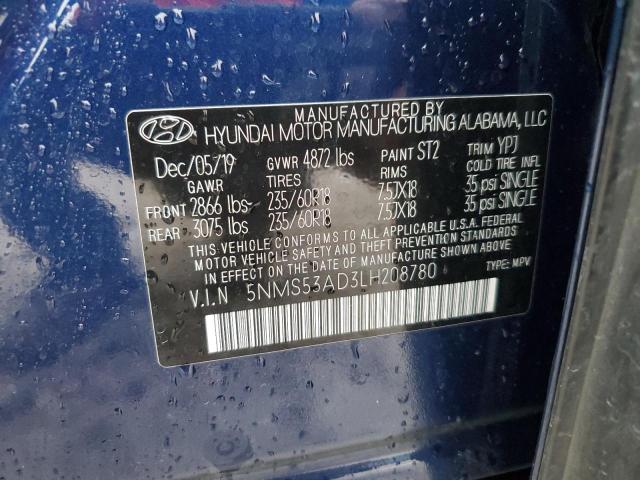 MANUFACTURED BY
HYUNDAI MOTOR MANUFACTURING ALABAMA, LLC
Dec/05/19 GVWR 4872 lbs PAINT ST2 TRIM YPJ
GAWR TIRES RIMS COLD TIRE INFL
FRONT 2866 lbs- 235/60R18 7.5JX18 35 psi SINGLE
REAR 3075 lbs 235/60R18 7.5JX18 35 psi SINGLE
THIS VEHICLE CONFORMS TO ALL APPLICABLE U.S.A. FEDERAL
MOTOR VEHICLE SAFETY AND THEFT PREVENTION STANDARDS
IN EFFECT ON THE DATE OF MANUFACTURE SHOWN ABOVE.
V.I.N 5NMS53AD3LH208780 TYPE: MPV